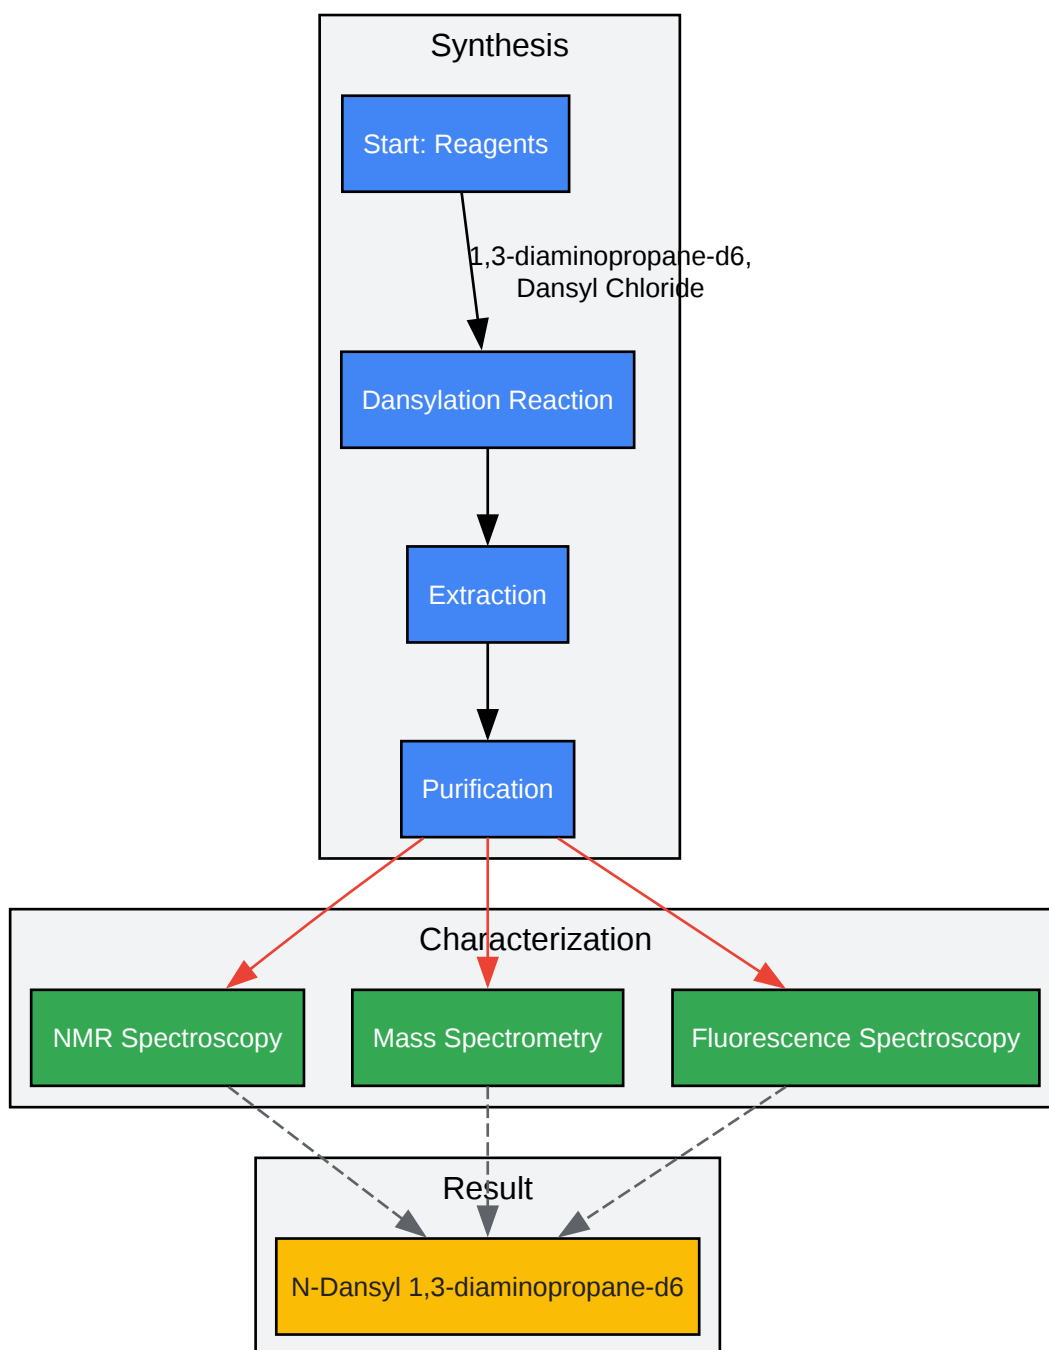 Synthesis
Start: Reagents
1,3-diaminopropane-d6,
Dansyl Chloride
Dansylation Reaction
Extraction
Purification
Characterization
NMR Spectroscopy
Mass Spectrometry
Fluorescence Spectroscopy
Result
N-Dansyl 1,3-diaminopropane-d6